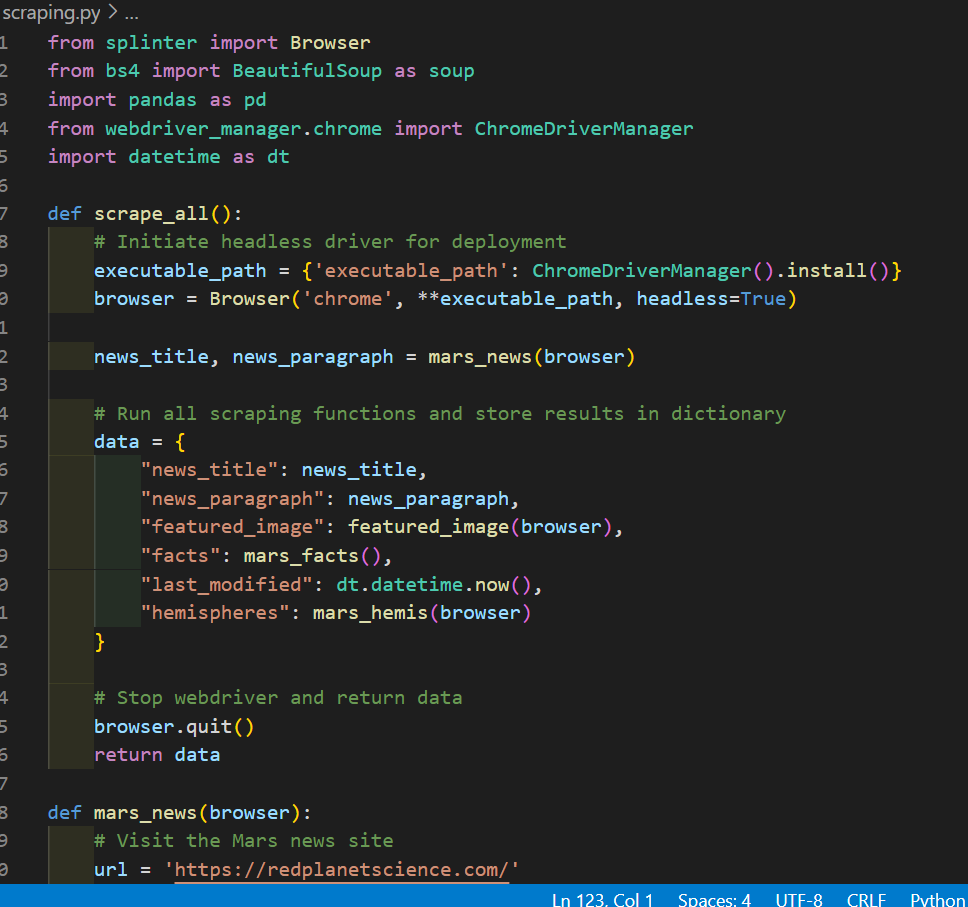 scraping.py > ...
1 from splinter import Browser
2 from bs4 import BeautifulSoup as soup
3 import pandas as pd
4 from webdriver_manager.chrome import ChromeDriverManager
5 import datetime as dt
6
7 def scrape_all():
8     # Initiate headless driver for deployment
9     executable_path = {'executable_path': ChromeDriverManager().install()}
0     browser = Browser('chrome', **executable_path, headless=True)
1
2     news_title, news_paragraph = mars_news(browser)
3
4     # Run all scraping functions and store results in dictionary
5     data = {
6         "news_title": news_title,
7         "news_paragraph": news_paragraph,
8         "featured_image": featured_image(browser),
9         "facts": mars_facts(),
0         "last_modified": dt.datetime.now(),
1         "hemispheres": mars_hemis(browser)
2     }
3
4     # Stop webdriver and return data
5     browser.quit()
6     return data
7
8 def mars_news(browser):
9     # Visit the Mars news site
0     url = 'https://redplanetscience.com/'
Ln 123, Col 1 Spaces: 4 UTF-8 CRLF Python